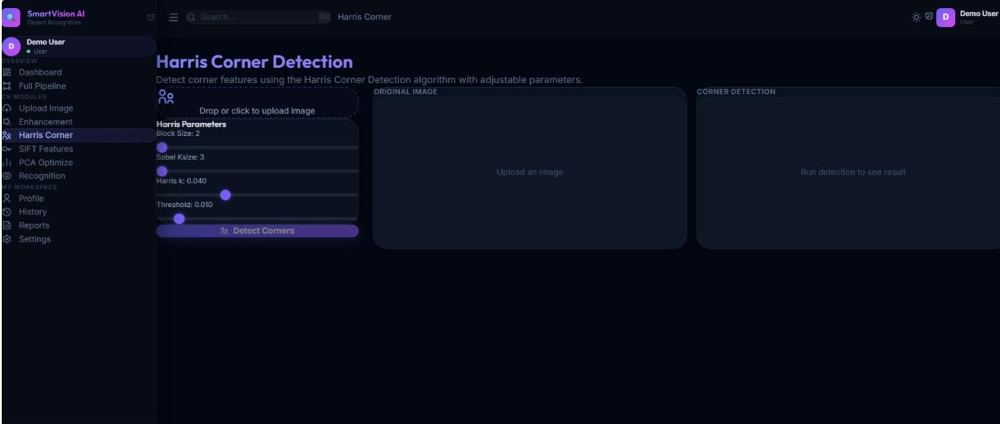 SmartVision AI
Object Recognition
Demo User
User
OVERVIEW
Dashboard
Full Pipeline
CV MODULES
Upload Image
Enhancement
Harris Corner
SIFT Features
PCA Optimize
Recognition
MY WORKSPACE
Profile
History
Reports
Settings
Search...
Harris Corner
D
Demo User
User
D
Harris Corner Detection
Detect corner features using the Harris Corner Detection algorithm with adjustable parameters.
Drop or click to upload image
Harris Parameters
Block Size: 2
Sobel Ksize: 3
Harris k: 0.040
Threshold: 0.010
Detect Corners
ORIGINAL IMAGE
Upload an image
CORNER DETECTION
Run detection to see result